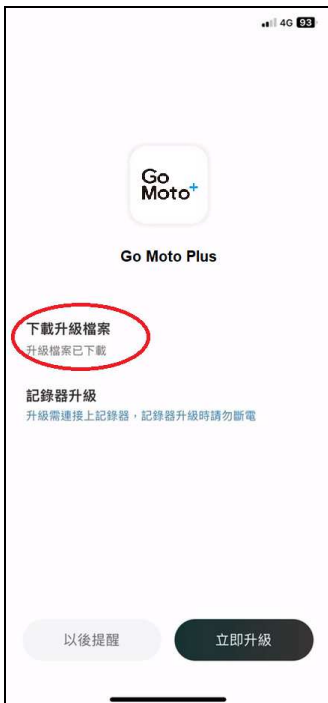 4G 93
Go
Moto+
Go Moto Plus
下載升級檔案
升級檔案已下載
記錄器升級
升級需連接上記錄器，記錄器升級時請勿斷電
以後提醒
立即升級